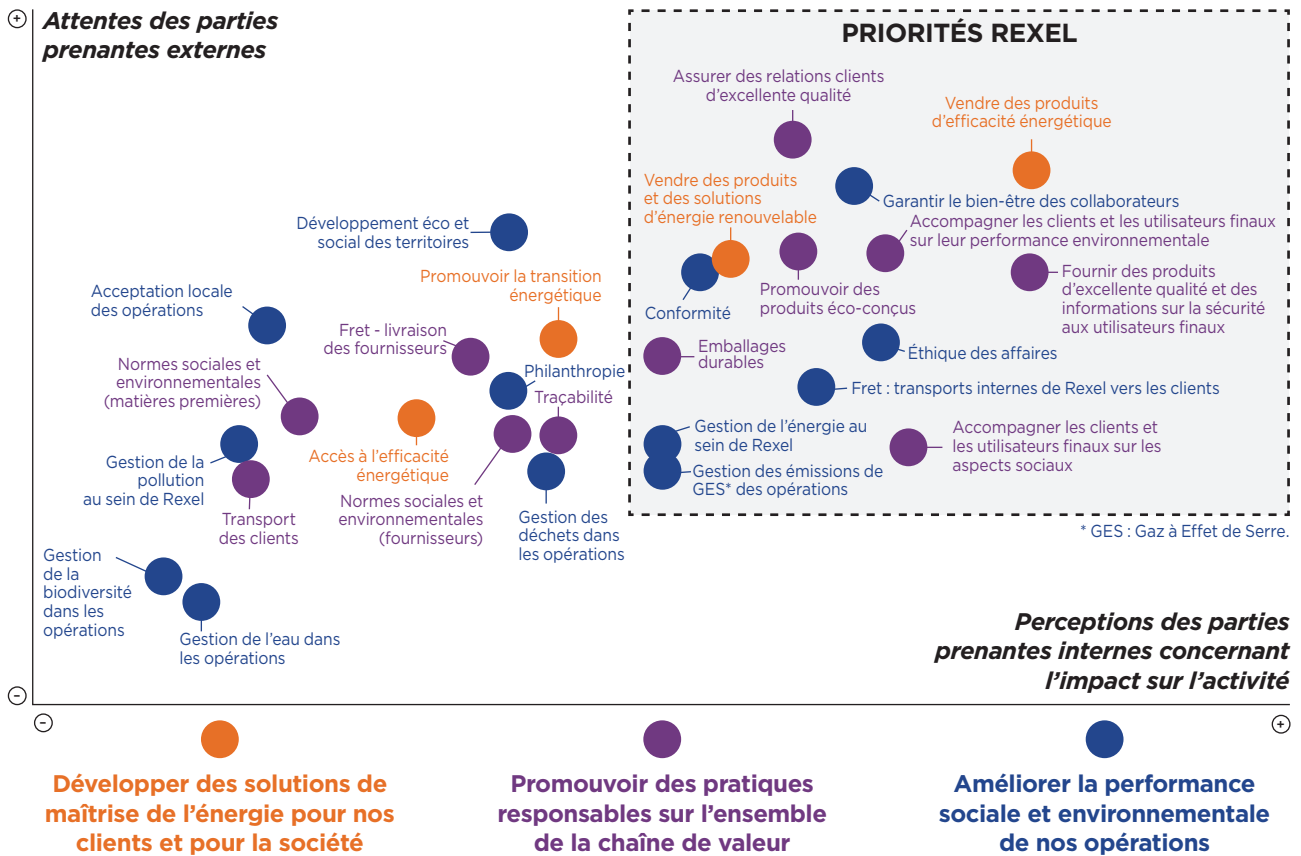 Attentes des parties
prenantes externes
PRIORITÉS REXEL
Assurer des relations clients
d’excellente qualité
Vendre des produits
d’efficacité énergétique
Vendre des produits
et des solutions
d’énergie renouvelable
Garantir le bien-être des collaborateurs
Accompagner les clients et les utilisateurs finaux
sur leur performance environnementale
Développement éco et
social des territoires
Promouvoir la transition
énergétique
Fournir des produits
d’excellente qualité et des
informations sur la sécurité
aux utilisateurs finaux
Promouvoir des
produits éco-conçus
Conformité
Acceptation locale
des opérations
Fret - livraison
des fournisseurs
Emballages
durables
Éthique des affaires
Normes sociales et
environnementales
(matières premières)
Philanthropie
Fret : transports internes de Rexel vers les clients
Traçabilité
Gestion de l’énergie au
sein de Rexel
Accompagner les clients et
les utilisateurs finaux sur les
aspects sociaux
Accès à l’efficacité
énergétique
Gestion de la
pollution
au sein de Rexel
Gestion des émissions de
GES* des opérations
Normes sociales et
environnementales
(fournisseurs)
Transport
des clients
Gestion des
déchets dans
les opérations
* GES : Gaz à Effet de Serre.
Gestion
de la
biodiversité
dans les
opérations
Gestion de l’eau dans
les opérations
Perceptions des parties
prenantes internes concernant
l’impact sur l’activité
Développer des solutions de
maîtrise de l’énergie pour nos
clients et pour la société
Promouvoir des pratiques
responsables sur l’ensemble
de la chaîne de valeur
Améliorer la performance
sociale et environnementale
de nos opérations